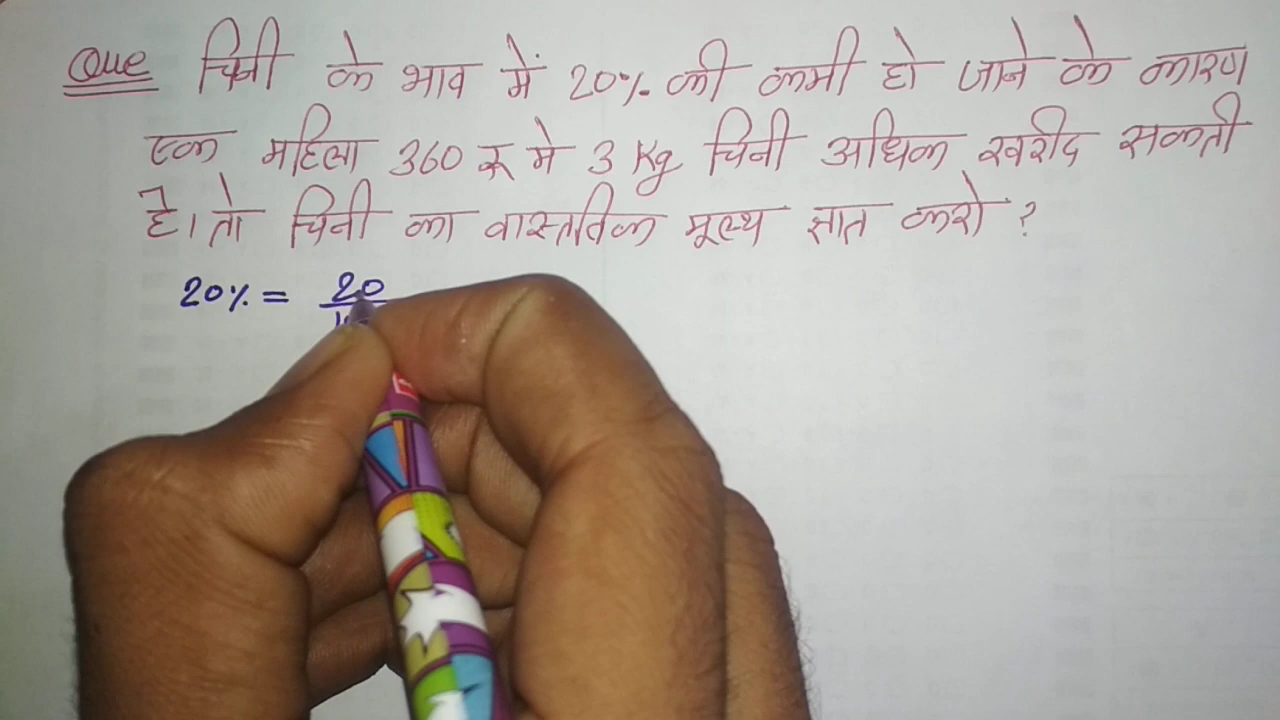 Que चिनी के भाव में 20% की कमी हो जाने के कारण
एक महिला 360 रू मे 3 Kg चिनी अधिक खरीद सकती
है। तो चिनी का वास्तविक मूल्य ज्ञात करो ?
20% = 20